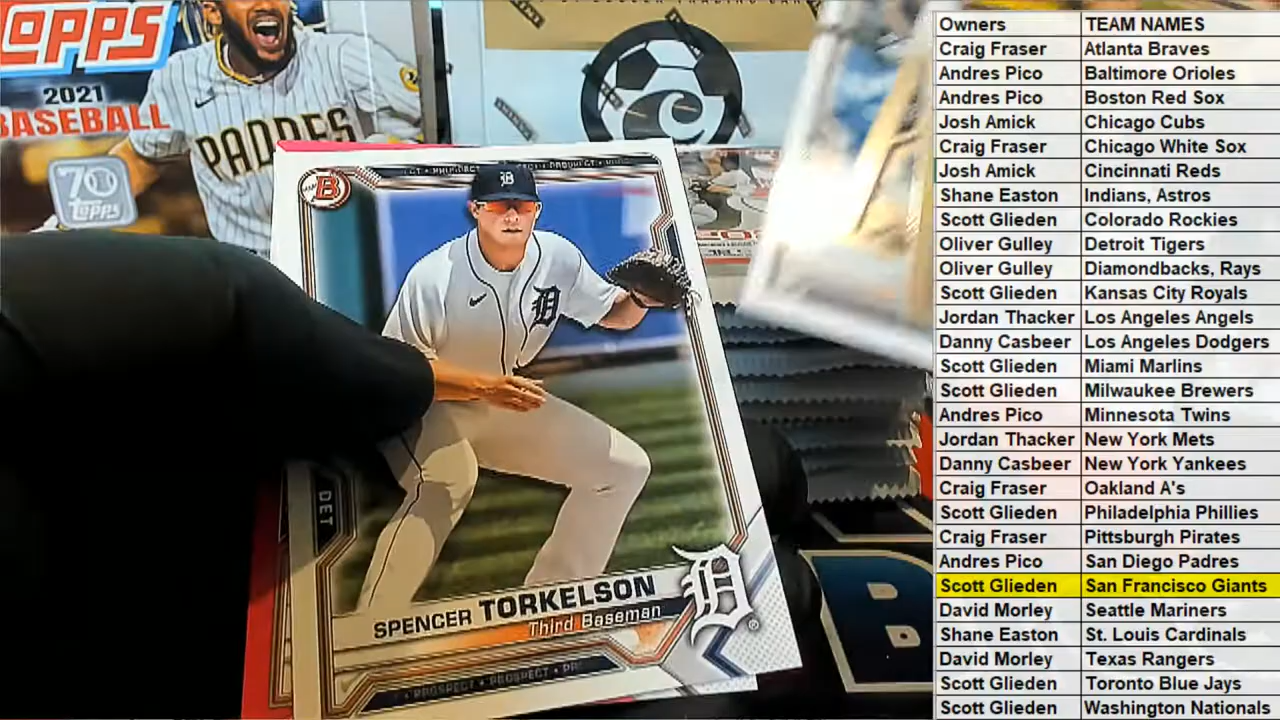 TOPPS
2021
BASEBALL
70
topps
PADRES
B
PROSPECT
B
D
DET
SPENCER TORKELSON
Third Baseman
D
PROSPECT • PROSPECT • PR
B
Owners TEAM NAMES
Craig Fraser Atlanta Braves
Andres Pico Baltimore Orioles
Andres Pico Boston Red Sox
Josh Amick Chicago Cubs
Craig Fraser Chicago White Sox
Josh Amick Cincinnati Reds
Shane Easton Indians, Astros
Scott Glieden Colorado Rockies
Oliver Gulley Detroit Tigers
Oliver Gulley Diamondbacks, Rays
Scott Glieden Kansas City Royals
Jordan Thacker Los Angeles Angels
Danny Casbeer Los Angeles Dodgers
Scott Glieden Miami Marlins
Scott Glieden Milwaukee Brewers
Andres Pico Minnesota Twins
Jordan Thacker New York Mets
Danny Casbeer New York Yankees
Craig Fraser Oakland A's
Scott Glieden Philadelphia Phillies
Craig Fraser Pittsburgh Pirates
Andres Pico San Diego Padres
Scott Glieden San Francisco Giants
David Morley Seattle Mariners
Shane Easton St. Louis Cardinals
David Morley Texas Rangers
Scott Glieden Toronto Blue Jays
Scott Glieden Washington Nationals